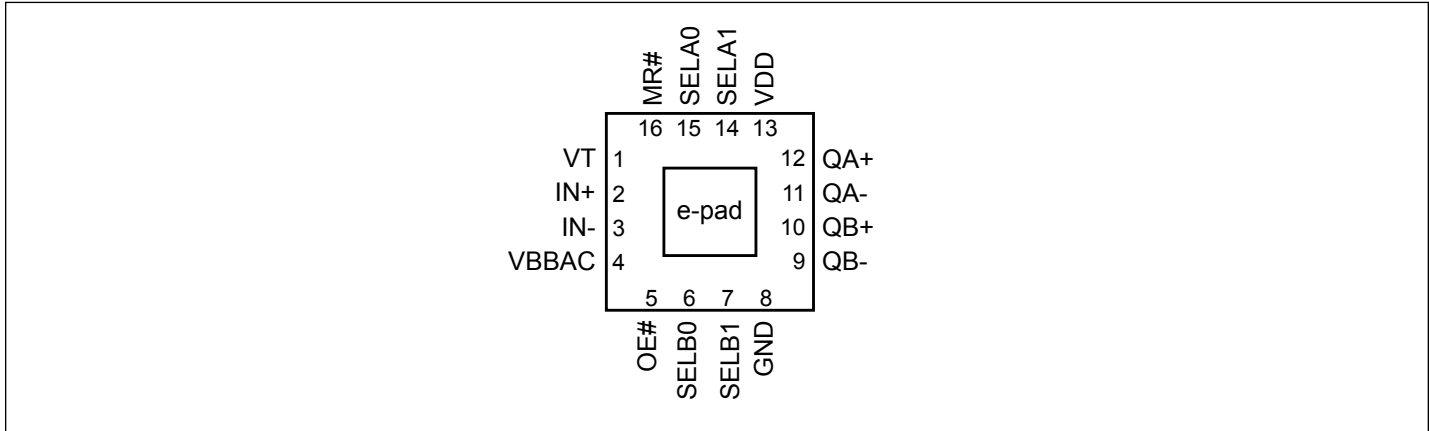 MR#
SELA0
SELA1
VDD
16 15 14 13
VT 1 12 QA+
IN+ 2 11 QA-
e-pad
IN- 3 10 QB+
VBBAC 4 9 QB-
5 6 7 8
OE#
SELB0
SELB1
GND